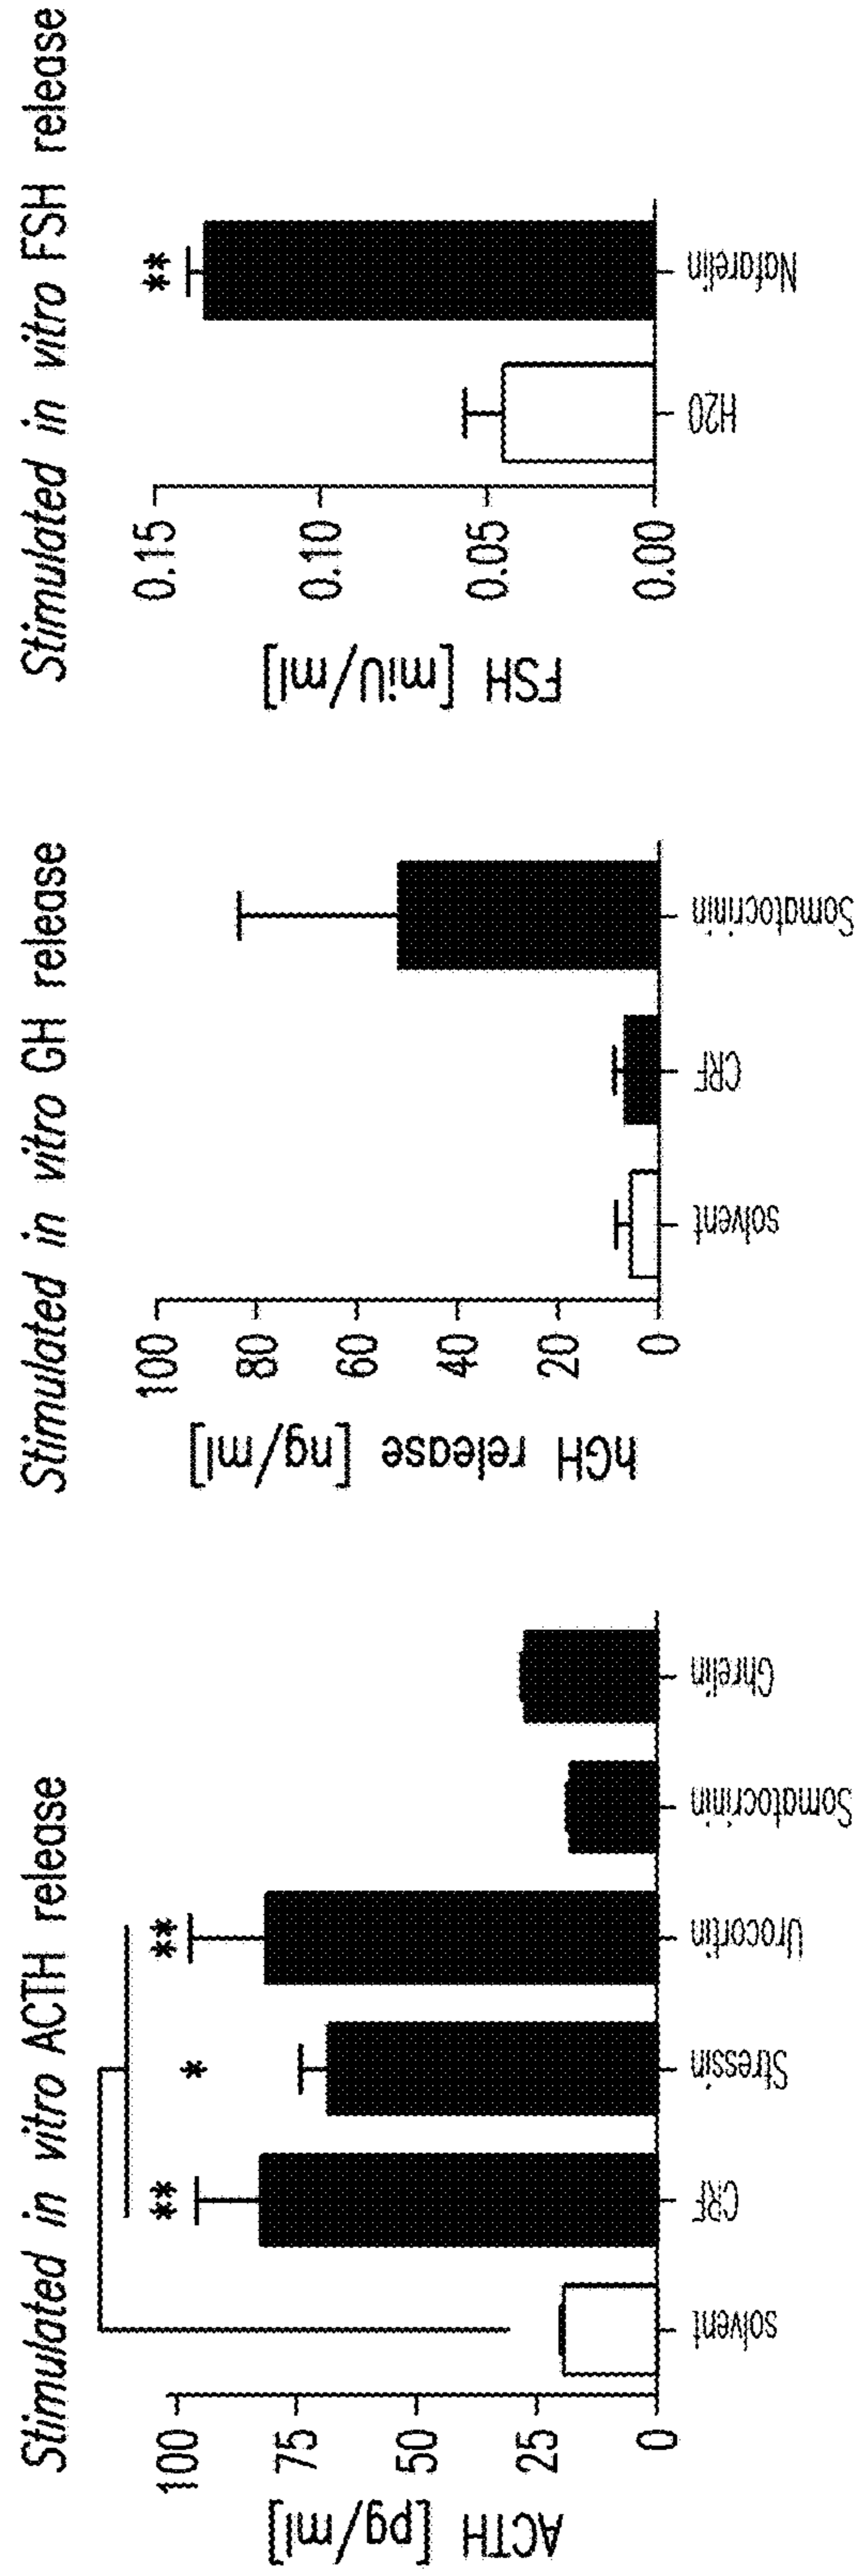 Stimulated in vitro ACTH release
ACTH [pg/ml]
100
75
50
25
0
solvent
CRF
Stressin
Urocortin
Somatocrinin
Ghrelin
**
*
**
Stimulated in vitro GH release
hGH release [ng/ml]
100
80
60
40
20
0
solvent
CRF
Somatocrinin
Stimulated in vitro FSH release
FSH [miU/ml]
0.15
0.10
0.05
0.00
H2O
Nafarelin
**